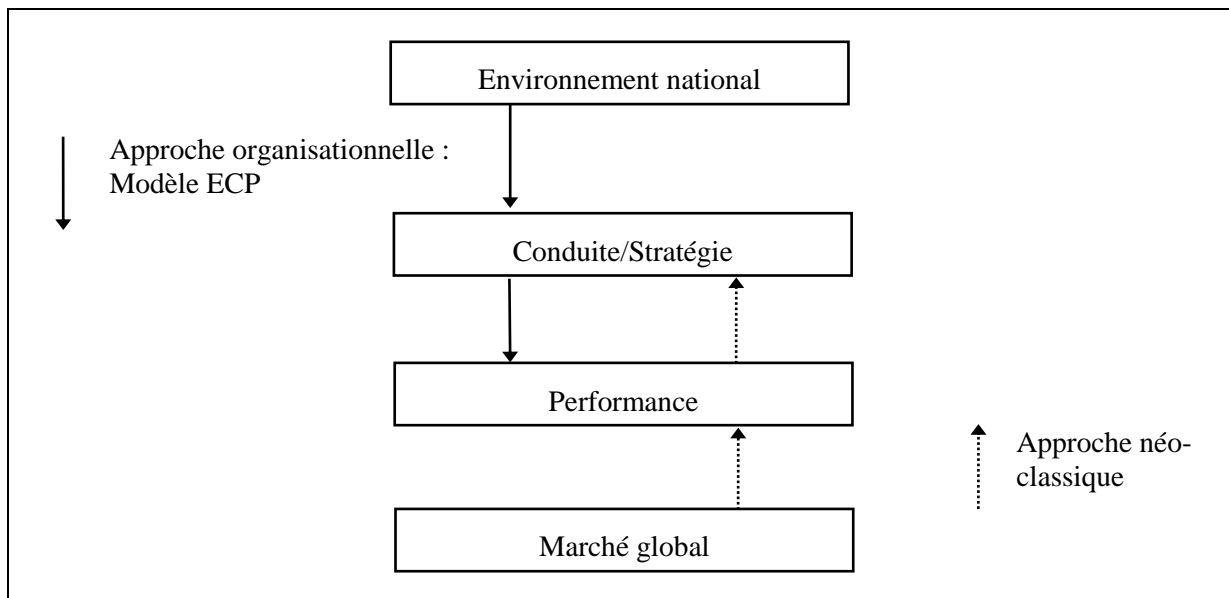 Environnement national
Approche organisationnelle :
Modèle ECP
Conduite/Stratégie
Performance
Approche néo-
classique
Marché global